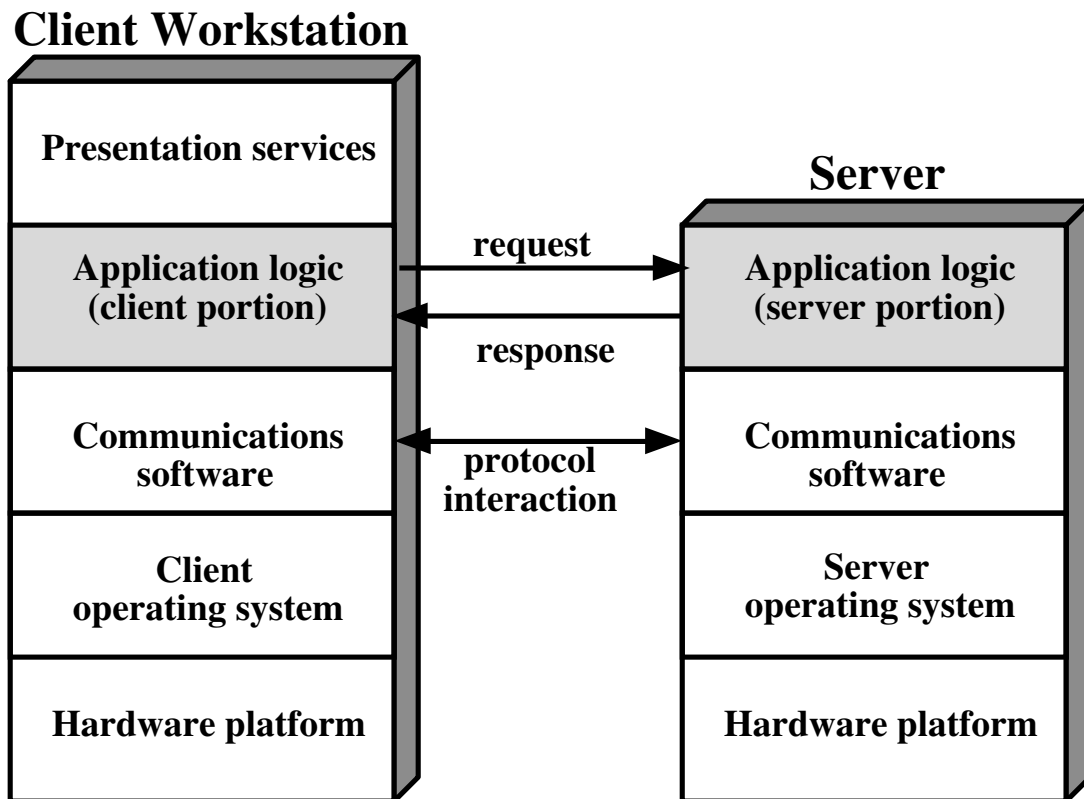 Client Workstation
Presentation services
Application logic
(client portion)
Communications
software
Client
operating system
Hardware platform
request
response
protocol
interaction
Server
Application logic
(server portion)
Communications
software
Server
operating system
Hardware platform